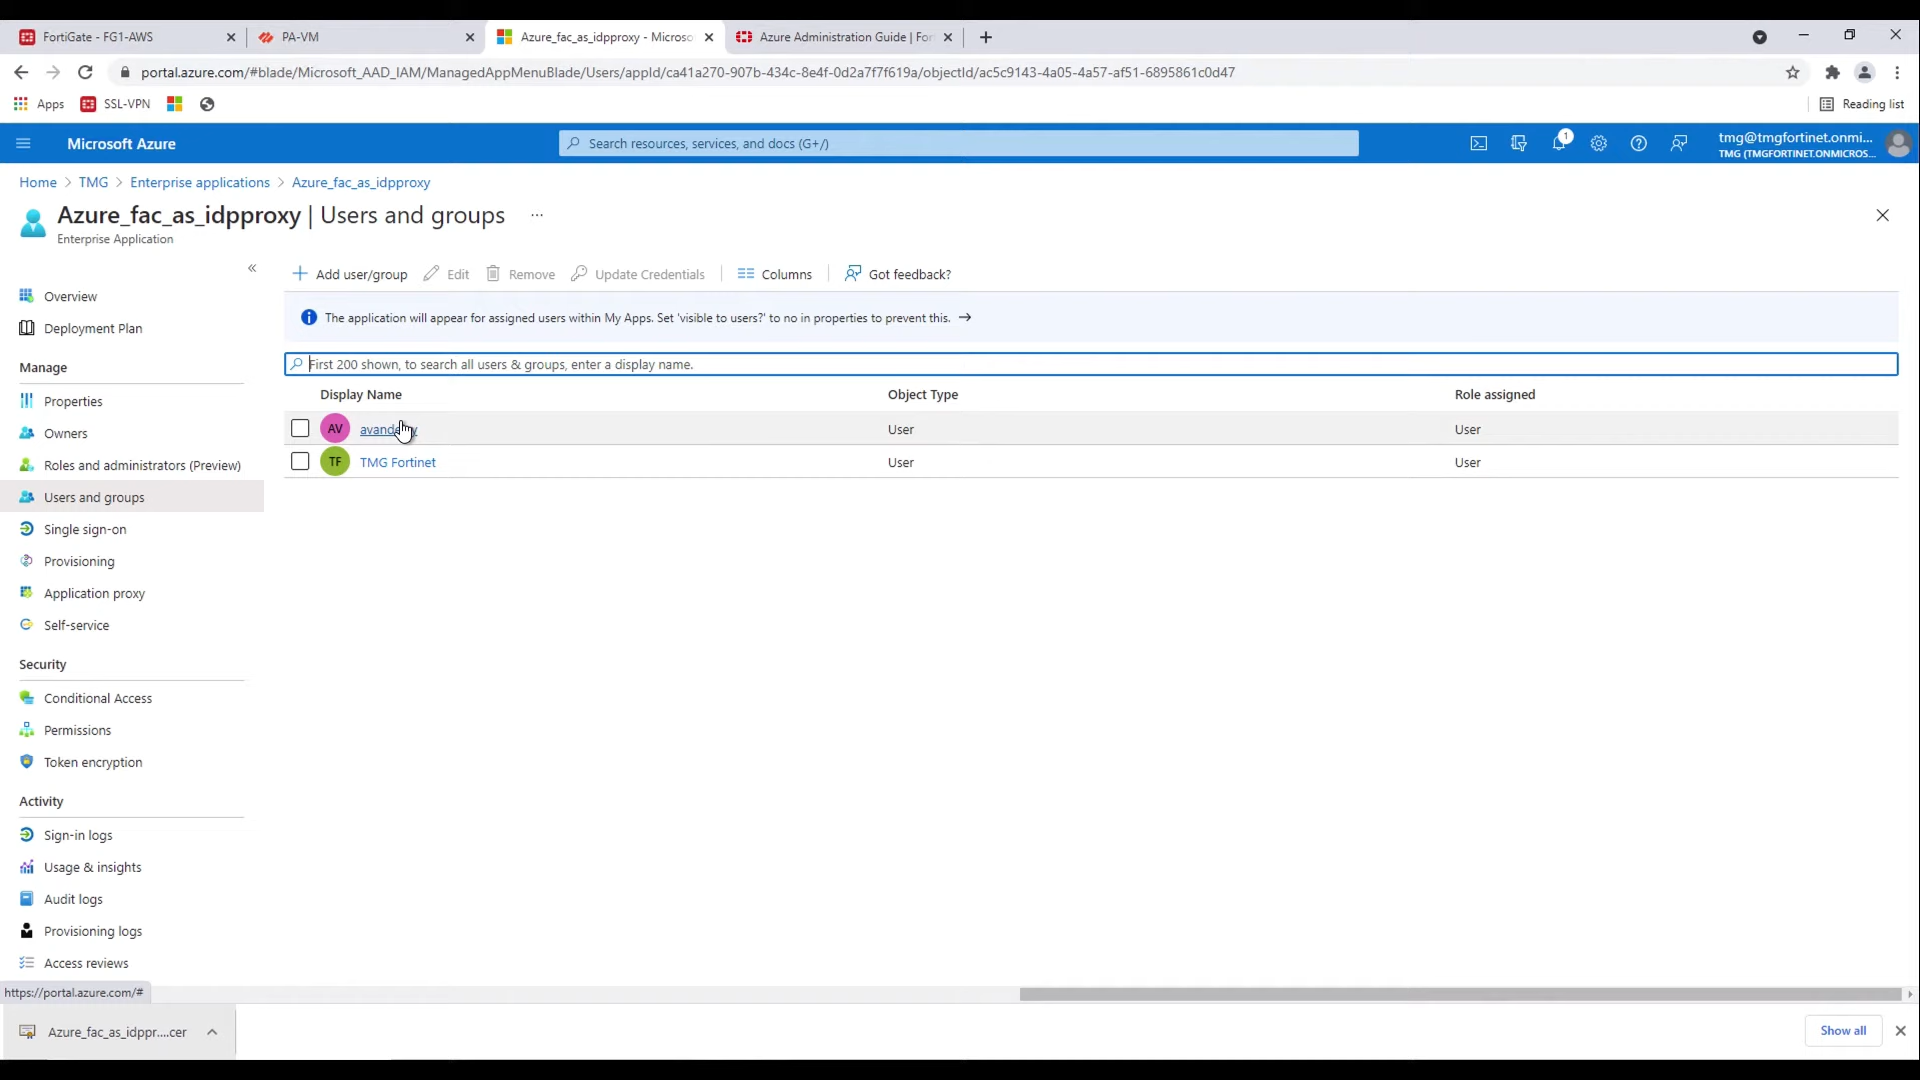 FortiGate - FG1-AWS
PA-VM
Azure_fac_as_idpproxy - Microso
Azure Administration Guide | For
portal.azure.com/#blade/Microsoft_AAD_IAM/ManagedAppMenuBlade/Users/appId/ca41a270-907b-434c-8e4f-0d2a7f7f619a/objectId/ac5c9143-4a05-4a57-af51-6895861c0d47
Apps
SSL-VPN
Reading list
Microsoft Azure
Search resources, services, and docs (G+/)
1
tmg@tmgfortinet.onmi...
TMG (TMGFORTINET.ONMICROS...
Home > TMG > Enterprise applications > Azure_fac_as_idpproxy
Azure_fac_as_idpproxy | Users and groups ...
Enterprise Application
Add user/group
Edit
Remove
Update Credentials
Columns
Got feedback?
The application will appear for assigned users within My Apps. Set 'visible to users?' to no in properties to prevent this. →
First 200 shown, to search all users & groups, enter a display name.
Display Name
Object Type
Role assigned
AV
User
User
TF
TMG Fortinet
User
User
Overview
Deployment Plan
Manage
Properties
Owners
Roles and administrators (Preview)
Users and groups
Single sign-on
Provisioning
Application proxy
Self-service
Security
Conditional Access
Permissions
Token encryption
Activity
Sign-in logs
Usage & insights
Audit logs
Provisioning logs
Access reviews
https://portal.azure.com/#
Azure_fac_as_idppr....cer
Show all